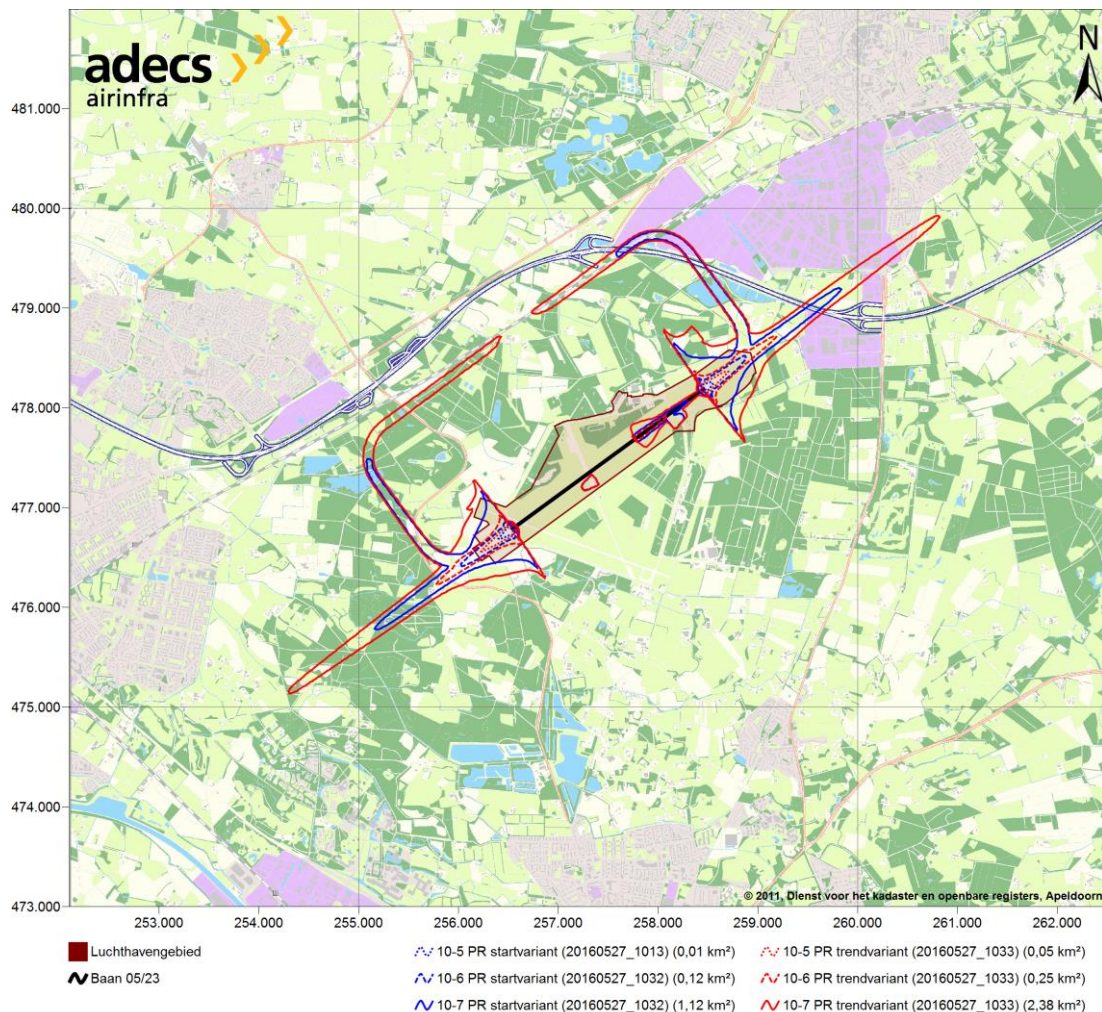 adecs
airinfra
N
481.000
480.000
479.000
478.000
477.000
476.000
475.000
474.000
473.000
© 2011, Dienst voor het kadaster en openbare registers, Apeldoorn
253.000 254.000 255.000 256.000 257.000 258.000 259.000 260.000 261.000 262.000
Luchthavengebied
Baan 05/23
10-5 PR startvariant (20160527_1013) (0,01 km²)
10-6 PR startvariant (20160527_1032) (0,12 km²)
10-7 PR startvariant (20160527_1032) (1,12 km²)
10-5 PR trendvariant (20160527_1033) (0,05 km²)
10-6 PR trendvariant (20160527_1033) (0,25 km²)
10-7 PR trendvariant (20160527_1033) (2,38 km²)